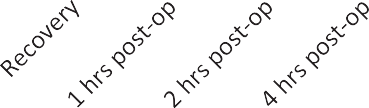 Recovery
1 hrs post-op
2 hrs post-op
4 hrs post-op